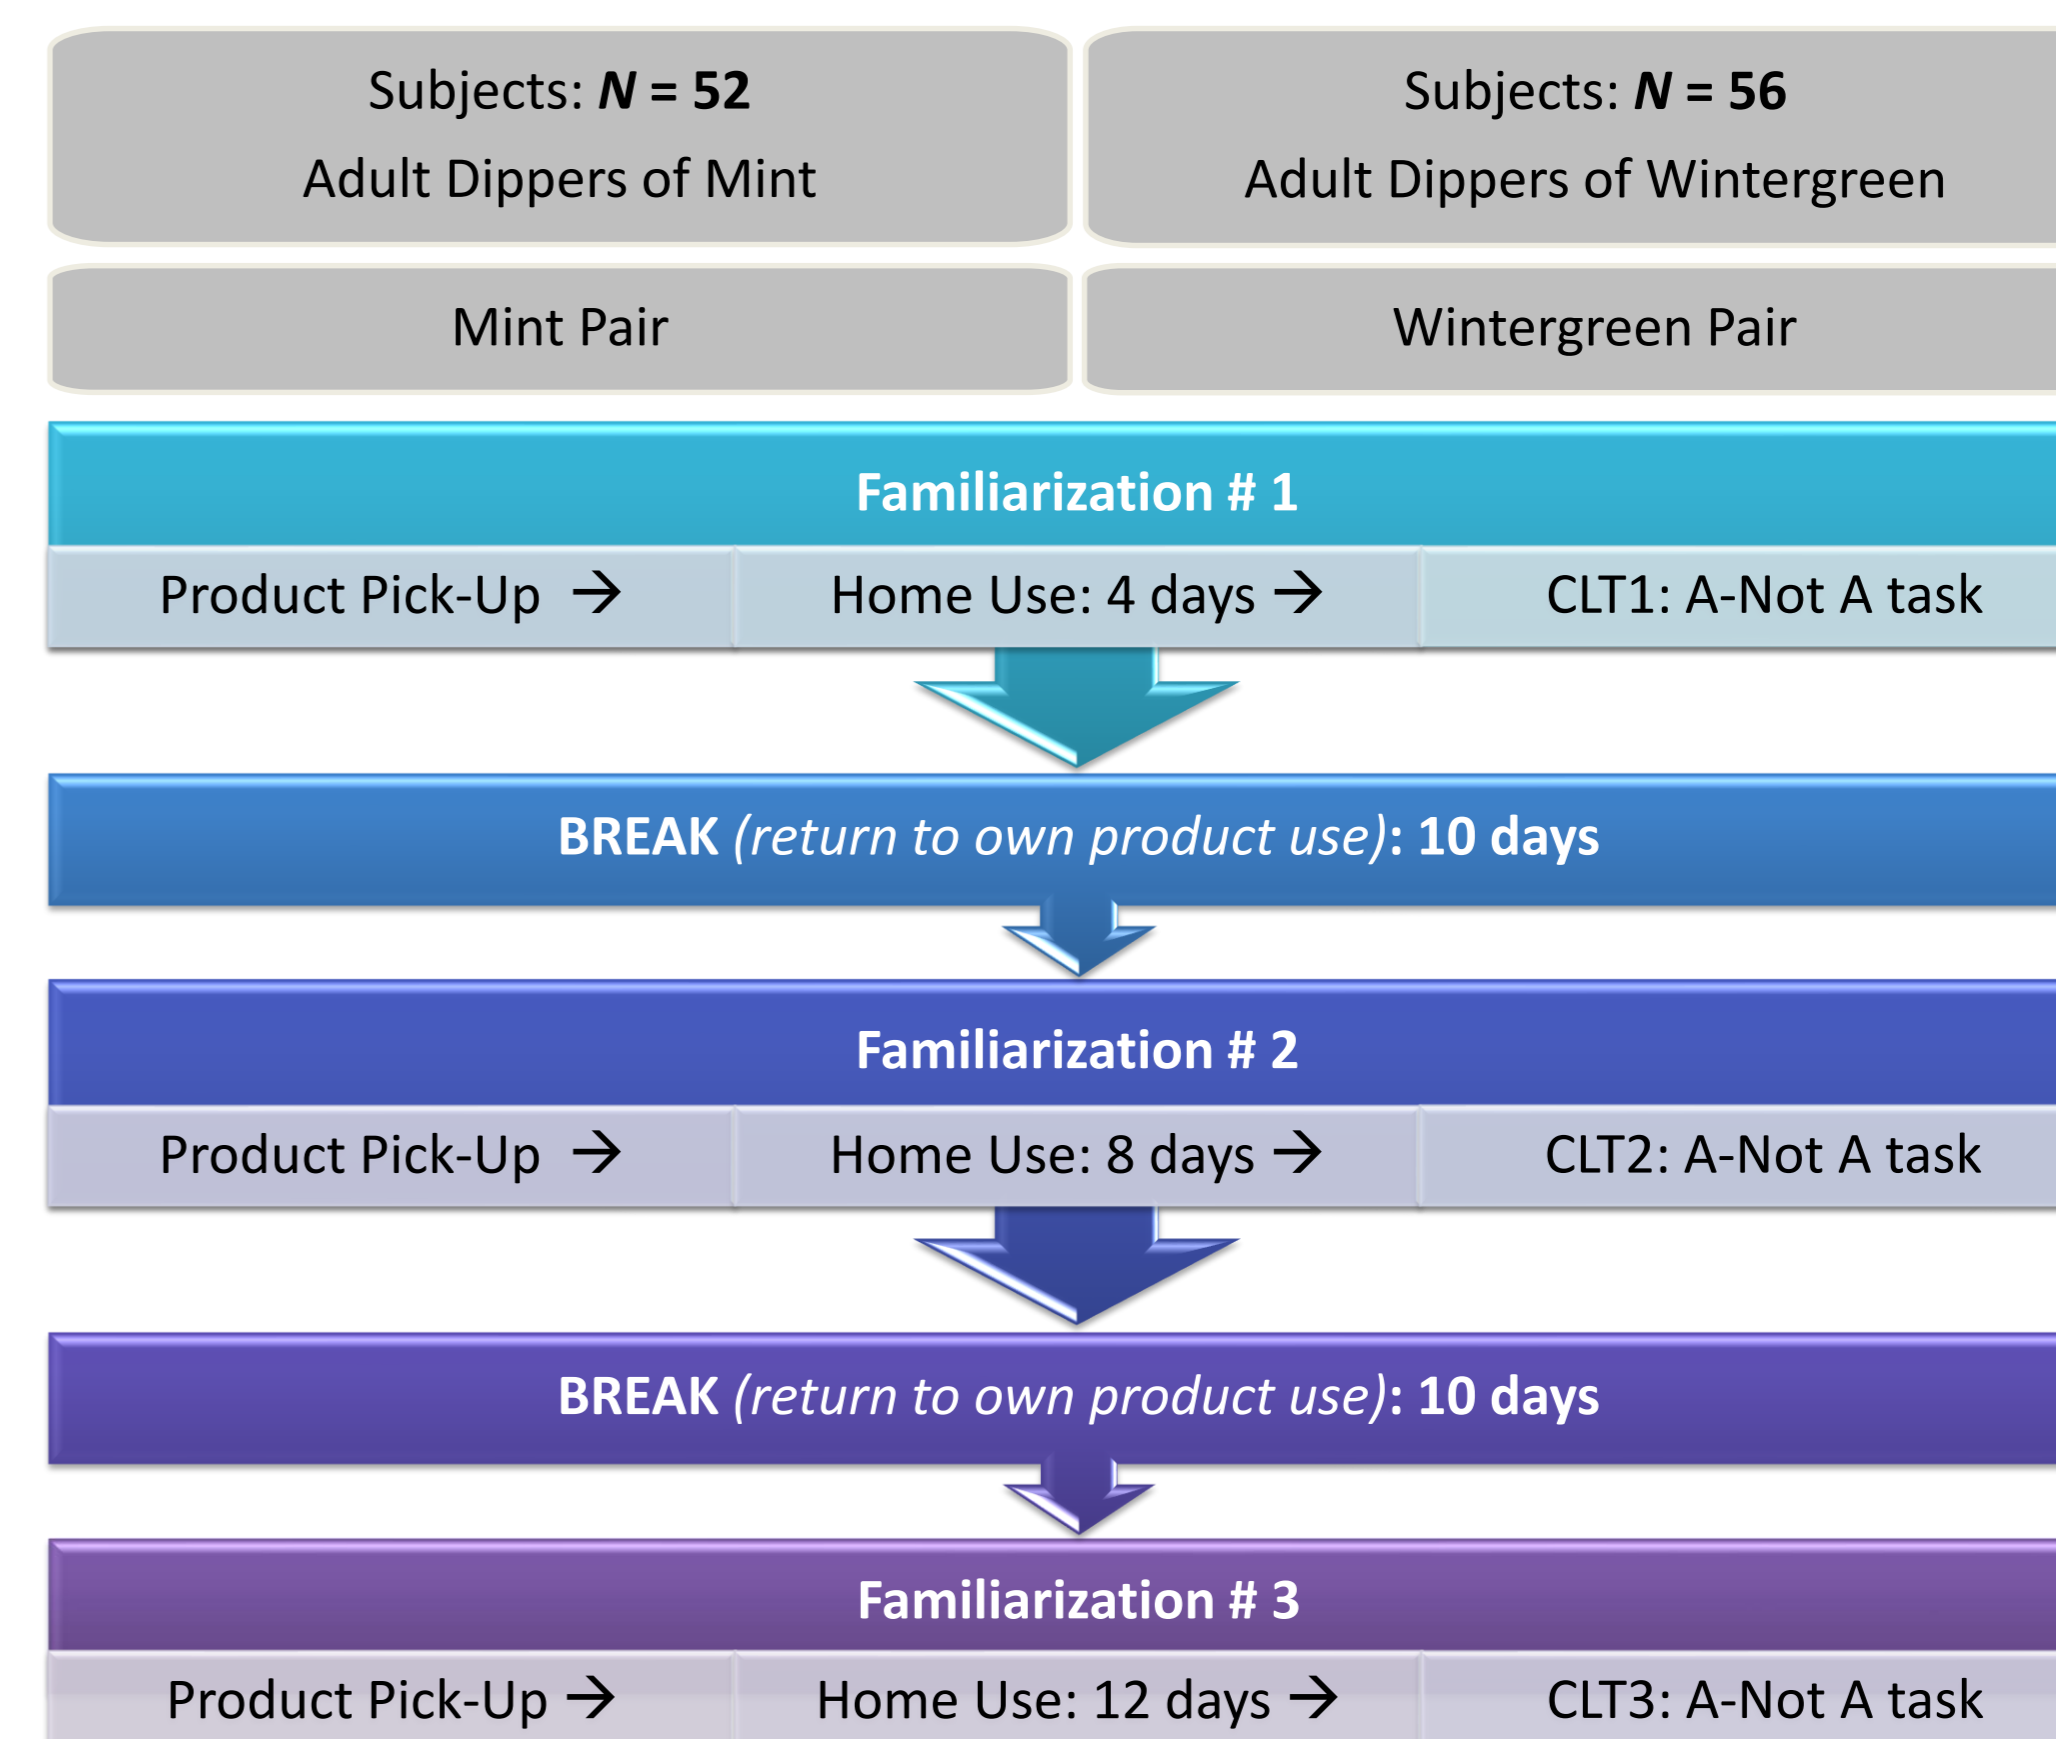 Subjects: N = 52
Adult Dippers of Mint
Subjects: N = 56
Adult Dippers of Wintergreen
Mint Pair
Wintergreen Pair
Familiarization # 1
Product Pick-Up →
Home Use: 4 days →
CLT1: A-Not A task
BREAK (return to own product use): 10 days
Familiarization # 2
Product Pick-Up →
Home Use: 8 days →
CLT2: A-Not A task
BREAK (return to own product use): 10 days
Familiarization # 3
Product Pick-Up →
Home Use: 12 days →
CLT3: A-Not A task